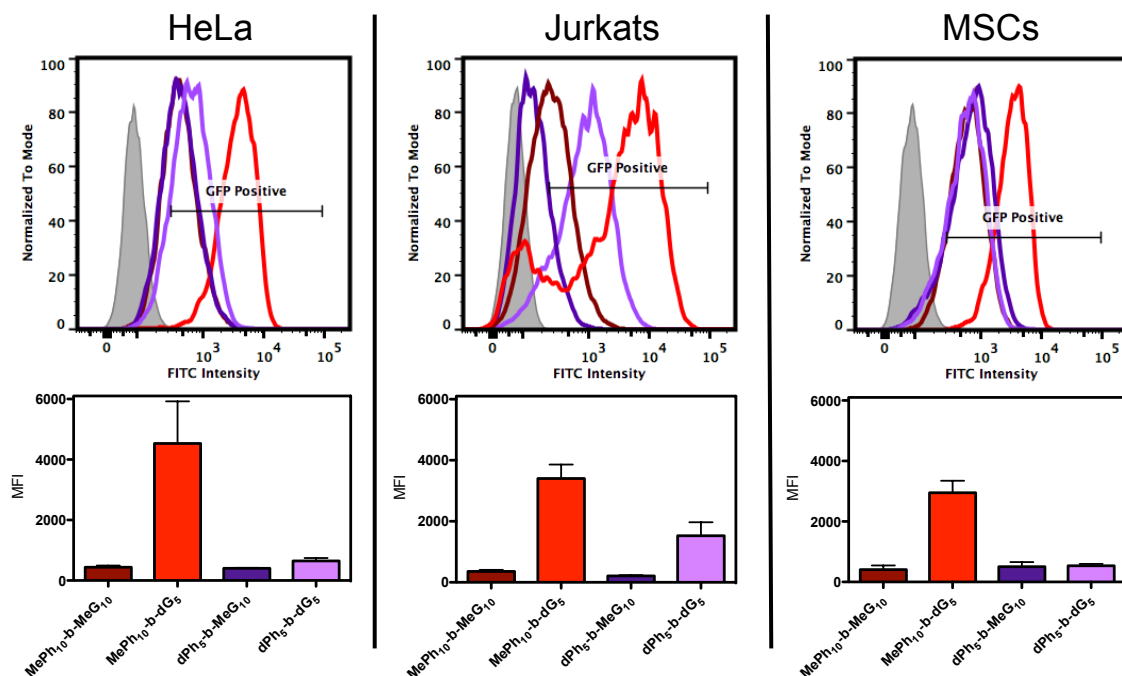 HeLa
Jurkats
MSCs
100
80
60
40
20
0
Normalized To Mode
GFP Positive
0
10³
10⁴
10⁵
FITC Intensity
100
80
60
40
20
0
Normalized To Mode
GFP Positive
0
10³
10⁴
10⁵
FITC Intensity
100
80
60
40
20
0
Normalized To Mode
GFP Positive
0
10³
10⁴
10⁵
FITC Intensity
6000
4000
2000
0
MFI
MePh₁₀-b-MeG₁₀
MePh₁₀-b-dG₅
dPh₅-b-MeG₁₀
dPh₅-b-dG₅
6000
4000
2000
0
MFI
MePh₁₀-b-MeG₁₀
MePh₁₀-b-dG₅
dPh₅-b-MeG₁₀
dPh₅-b-dG₅
6000
4000
2000
0
MFI
MePh₁₀-b-MeG₁₀
MePh₁₀-b-dG₅
dPh₅-b-MeG₁₀
dPh₅-b-dG₅